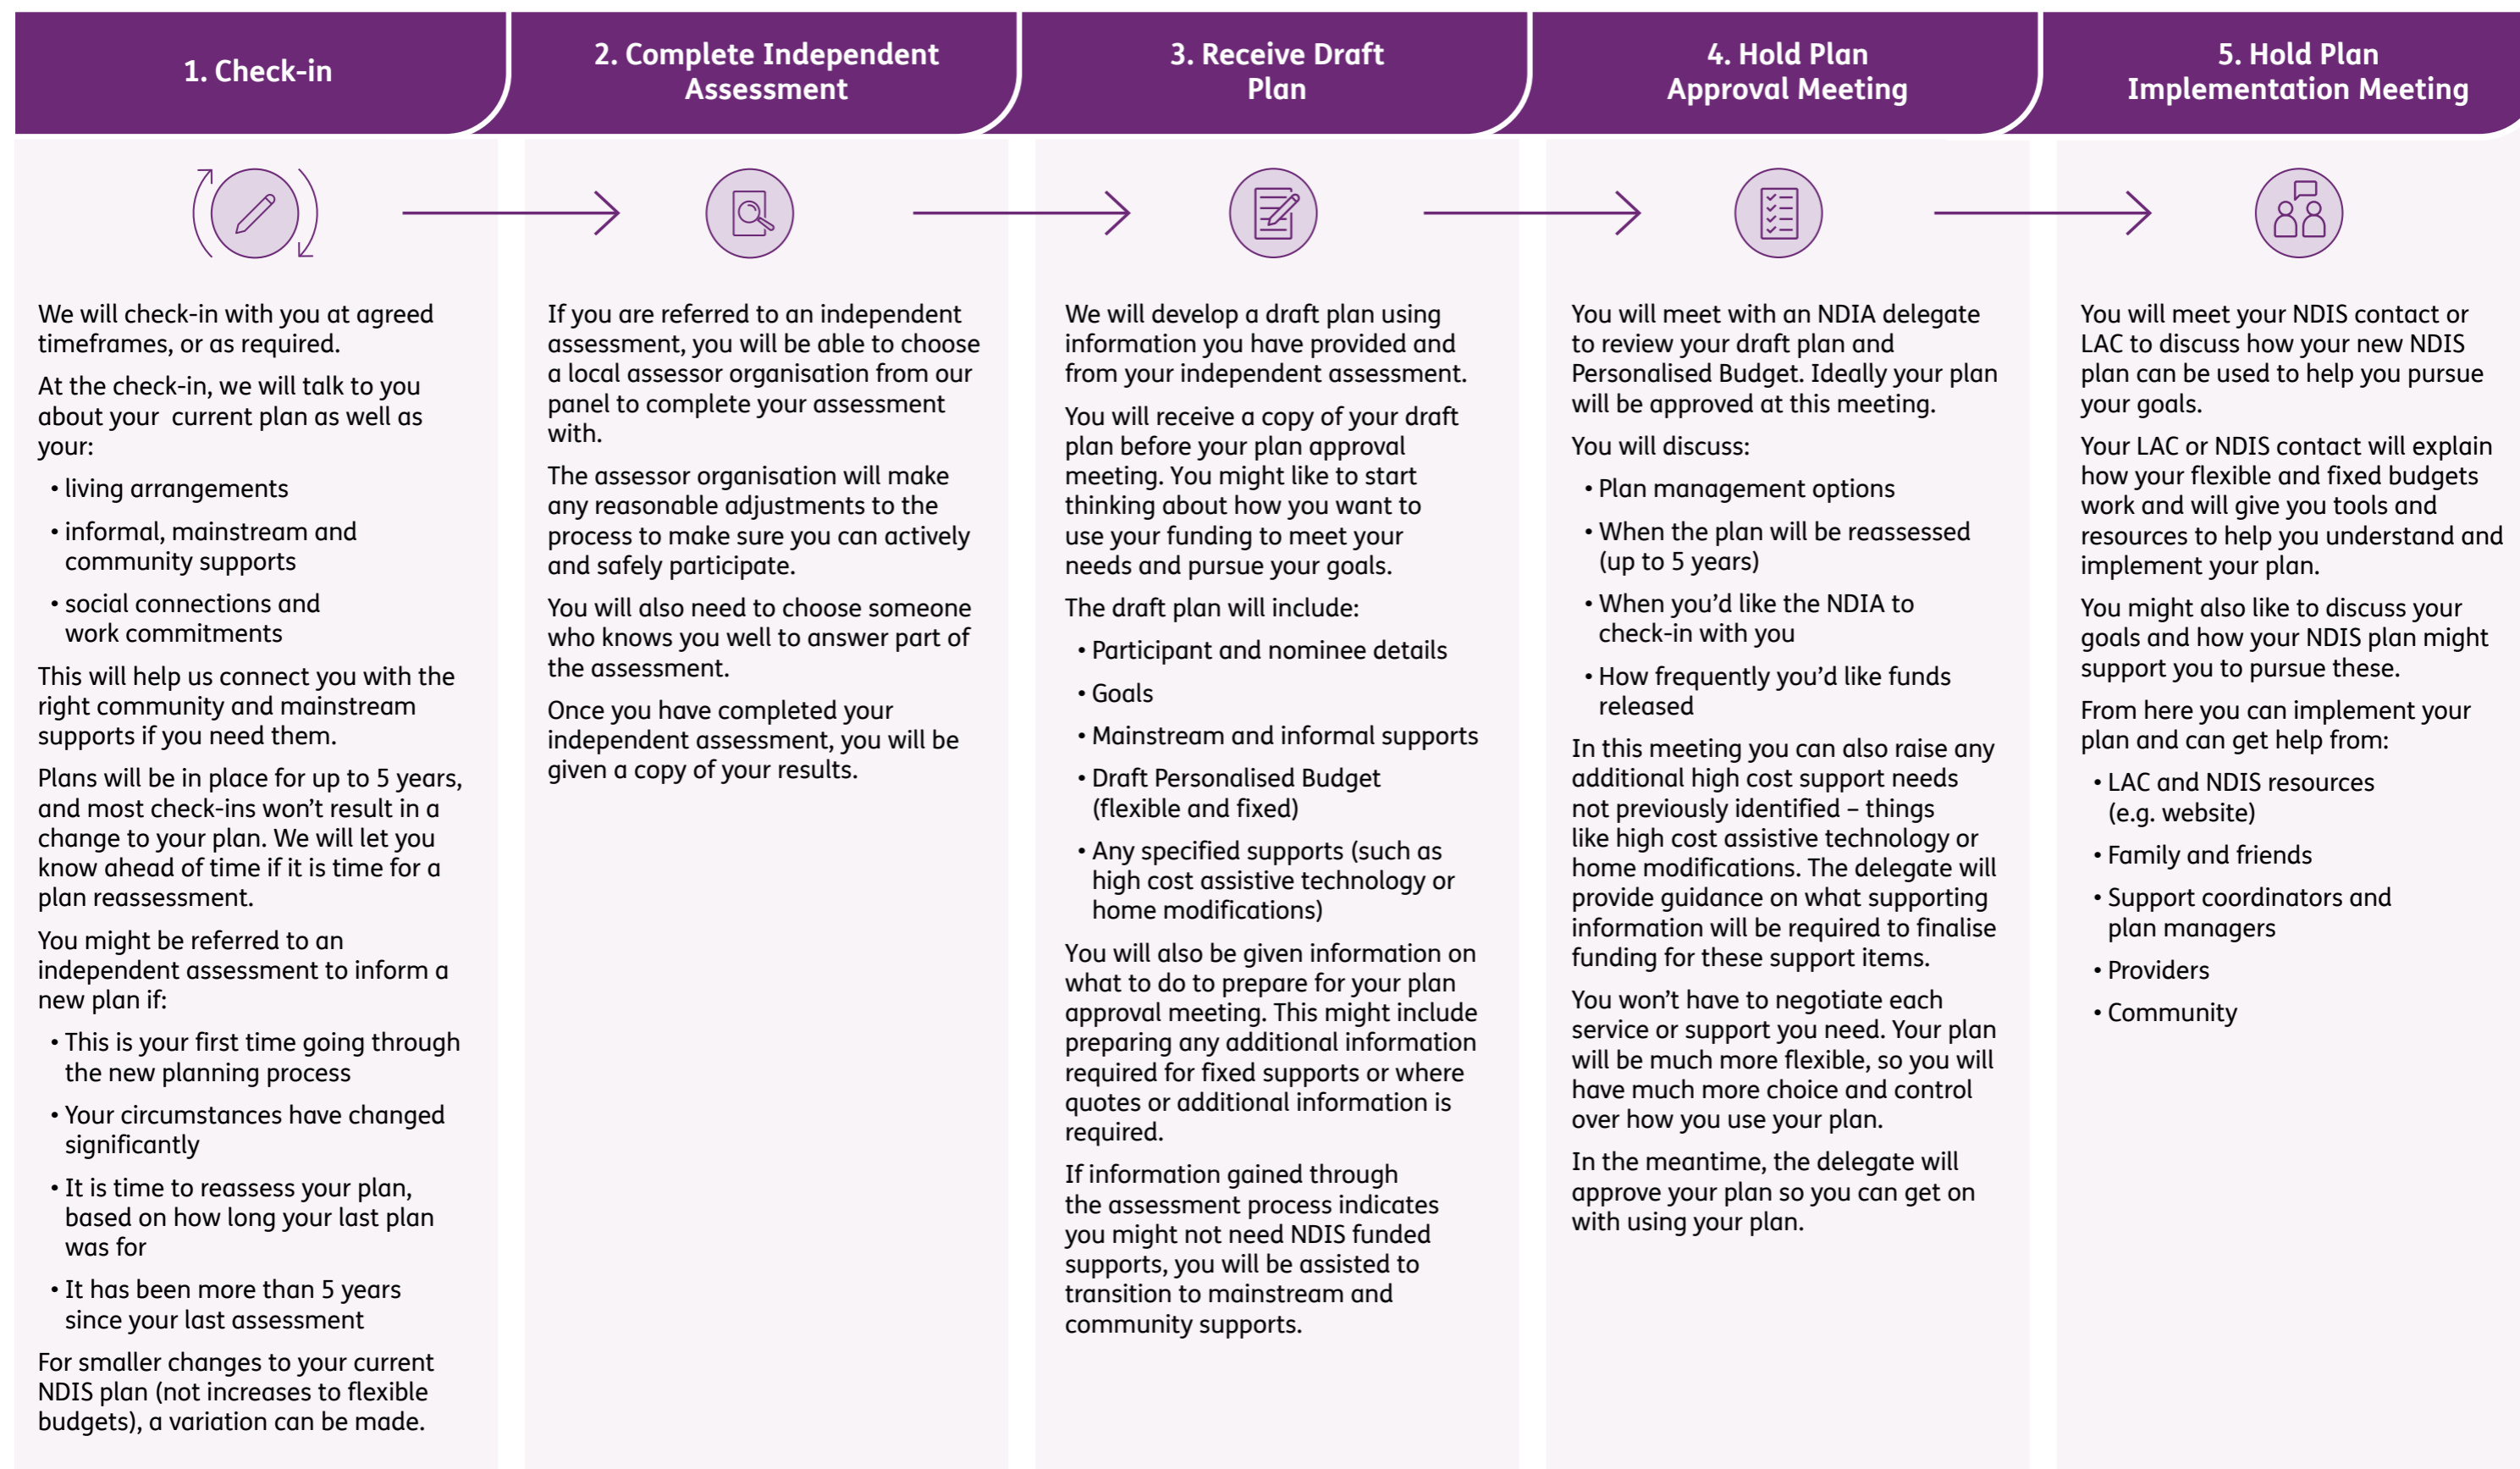 1. Check-in
We will check-in with you at agreed
timeframes, or as required.
At the check-in, we will talk to you
about your  current plan as well as
your:
• living arrangements
• informal, mainstream and
community supports
• social connections and
work commitments
This will help us connect you with the
right community and mainstream
supports if you need them.
Plans will be in place for up to 5 years,
and most check-ins won’t result in a
change to your plan. We will let you
know ahead of time if it is time for a
plan reassessment.
You might be referred to an
independent assessment to inform a
new plan if:
• This is your first time going through
the new planning process
• Your circumstances have changed
significantly
• It is time to reassess your plan,
based on how long your last plan
was for
• It has been more than 5 years
since your last assessment
For smaller changes to your current
NDIS plan (not increases to flexible
budgets), a variation can be made.
2. Complete Independent
Assessment
If you are referred to an independent
assessment, you will be able to choose
a local assessor organisation from our
panel to complete your assessment
with.
The assessor organisation will make
any reasonable adjustments to the
process to make sure you can actively
and safely participate.
You will also need to choose someone
who knows you well to answer part of
the assessment.
Once you have completed your
independent assessment, you will be
given a copy of your results.
3. Receive Draft
Plan
We will develop a draft plan using
information you have provided and
from your independent assessment.
You will receive a copy of your draft
plan before your plan approval
meeting. You might like to start
thinking about how you want to
use your funding to meet your
needs and pursue your goals.
The draft plan will include:
• Participant and nominee details
• Goals
• Mainstream and informal supports
• Draft Personalised Budget
(flexible and fixed)
• Any specified supports (such as
high cost assistive technology or
home modifications)
You will also be given information on
what to do to prepare for your plan
approval meeting. This might include
preparing any additional information
required for fixed supports or where
quotes or additional information is
required.
If information gained through
the assessment process indicates
you might not need NDIS funded
supports, you will be assisted to
transition to mainstream and
community supports.
4. Hold Plan
Approval Meeting
You will meet with an NDIA delegate
to review your draft plan and
Personalised Budget. Ideally your plan
will be approved at this meeting.
You will discuss:
• Plan management options
• When the plan will be reassessed
(up to 5 years)
• When you’d like the NDIA to
check-in with you
• How frequently you’d like funds
released
In this meeting you can also raise any
additional high cost support needs
not previously identified – things
like high cost assistive technology or
home modifications. The delegate will
provide guidance on what supporting
information will be required to finalise
funding for these support items.
You won’t have to negotiate each
service or support you need. Your plan
will be much more flexible, so you will
have much more choice and control
over how you use your plan.
In the meantime, the delegate will
approve your plan so you can get on
with using your plan.
5. Hold Plan
Implementation Meeting
You will meet your NDIS contact or
LAC to discuss how your new NDIS
plan can be used to help you pursue
your goals.
Your LAC or NDIS contact will explain
how your flexible and fixed budgets
work and will give you tools and
resources to help you understand and
implement your plan.
You might also like to discuss your
goals and how your NDIS plan might
support you to pursue these.
From here you can implement your
plan and can get help from:
• LAC and NDIS resources
(e.g. website)
• Family and friends
• Support coordinators and
plan managers
• Providers
• Community